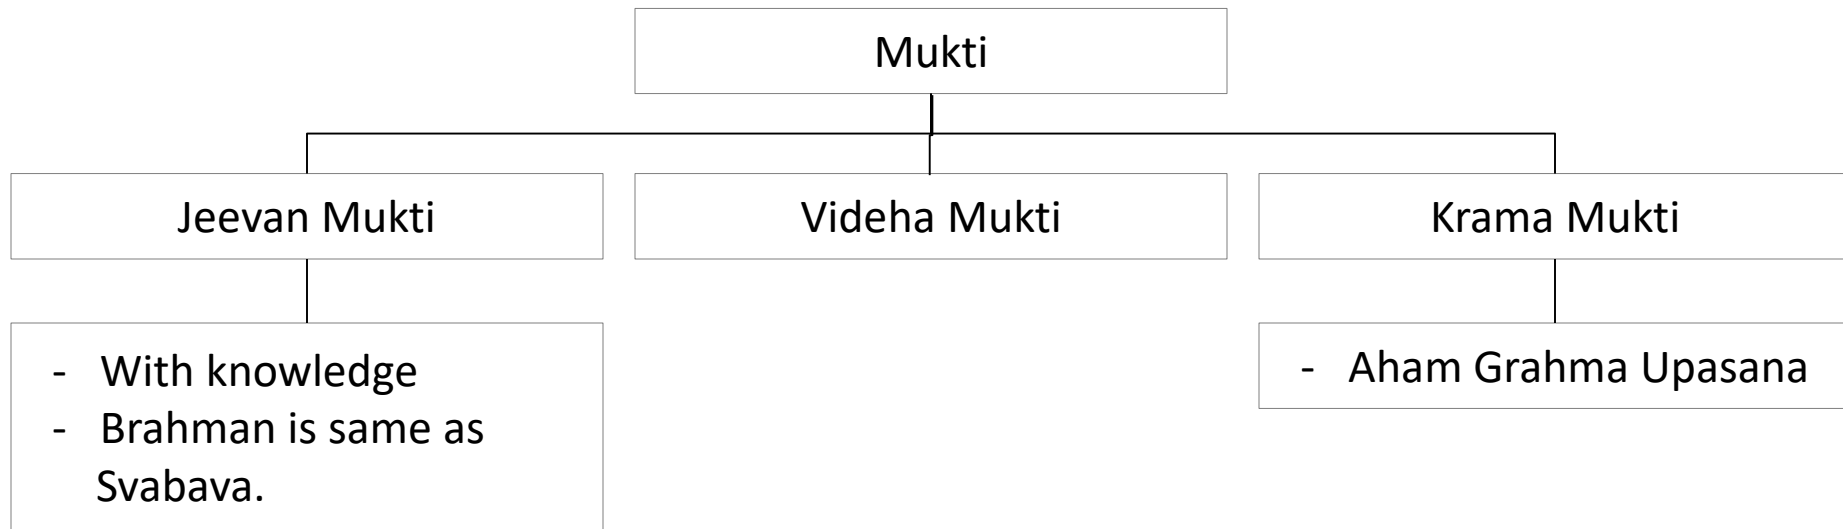 Mukti
Jeevan Mukti
Videha Mukti
Krama Mukti
- With knowledge
- Brahman is same as
Svabava.
- Aham Grahma Upasana